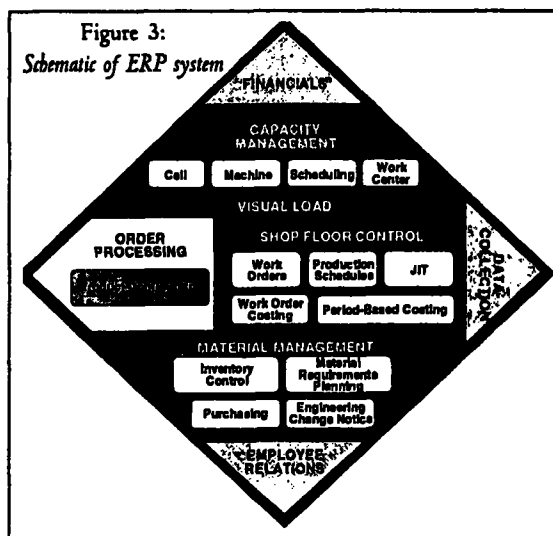 Figure 3:
Schematic of ERP system
"FINANCIALS"
CAPACITY
MANAGEMENT
Cell
Machine
Scheduling
Work
Center
VISUAL LOAD
ORDER
PROCESSING
SHOP FLOOR CONTROL
Work
Orders
Production
Schedules
JIT
Work Order
Costing
Period-Based Costing
DATA
COLLECTION
MATERIAL MANAGEMENT
Inventory
Control
Material
Requirements
Planning
Purchasing
Engineering
Change Notice
EMPLOYEE
RELATIONS